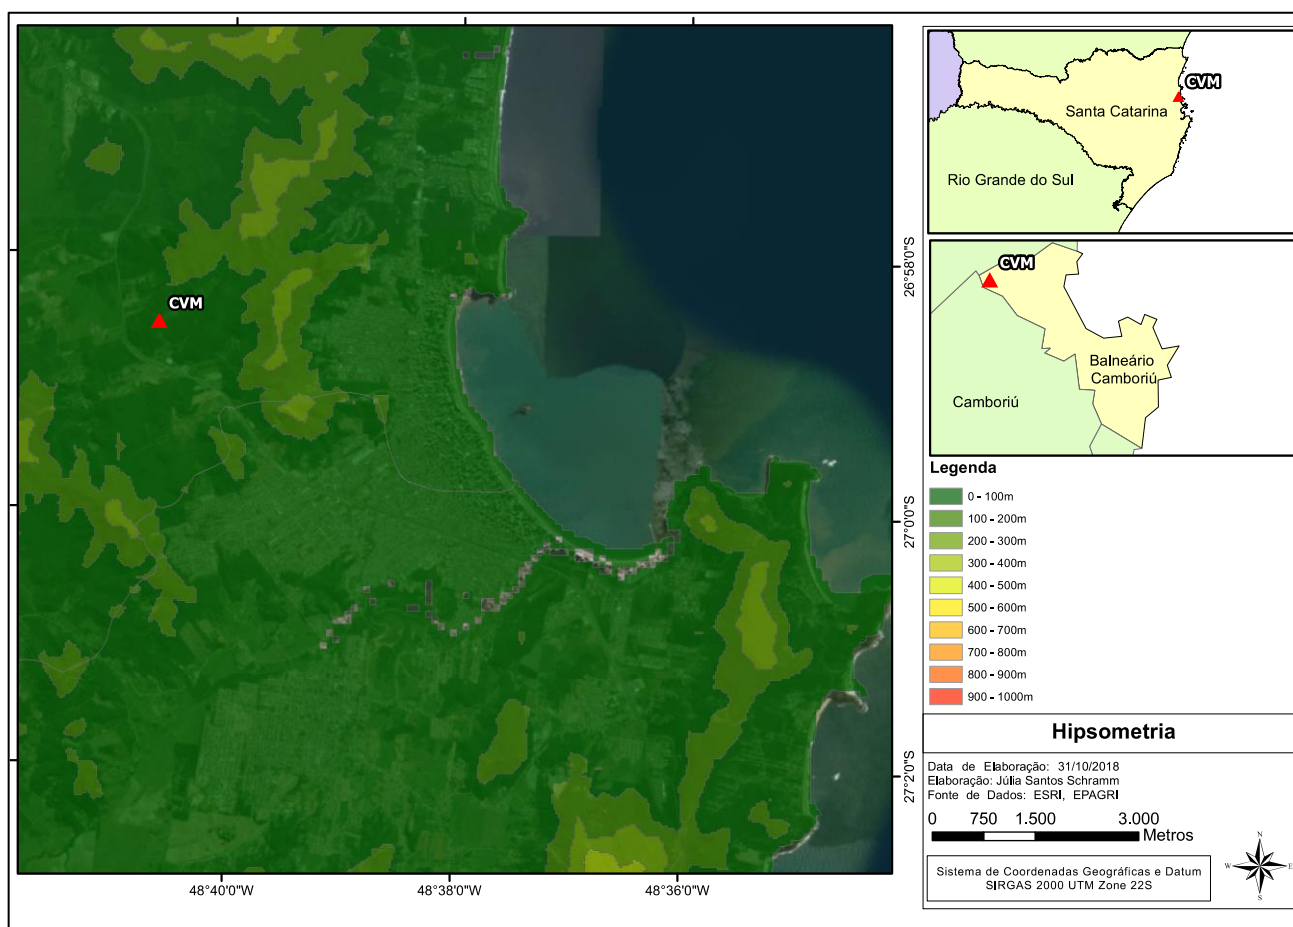 CVM
26°58'0"S
27°0'0"S
27°2'0"S
48°40'0"W
48°38'0"W
48°36'0"W
CVM
Santa Catarina
Rio Grande do Sul
CVM
Balneário
Camboriú
Camboriú
Legenda
0 - 100m
100 - 200m
200 - 300m
300 - 400m
400 - 500m
500 - 600m
600 - 700m
700 - 800m
800 - 900m
900 - 1000m
Hipsometria
Data de Elaboração: 31/10/2018
Elaboração: Júlia Santos Schramm
Fonte de Dados: ESRI, EPAGRI
0 750 1.500 3.000
Metros
Sistema de Coordenadas Geográficas e Datum
SIRGAS 2000 UTM Zone 22S
N
W E
S